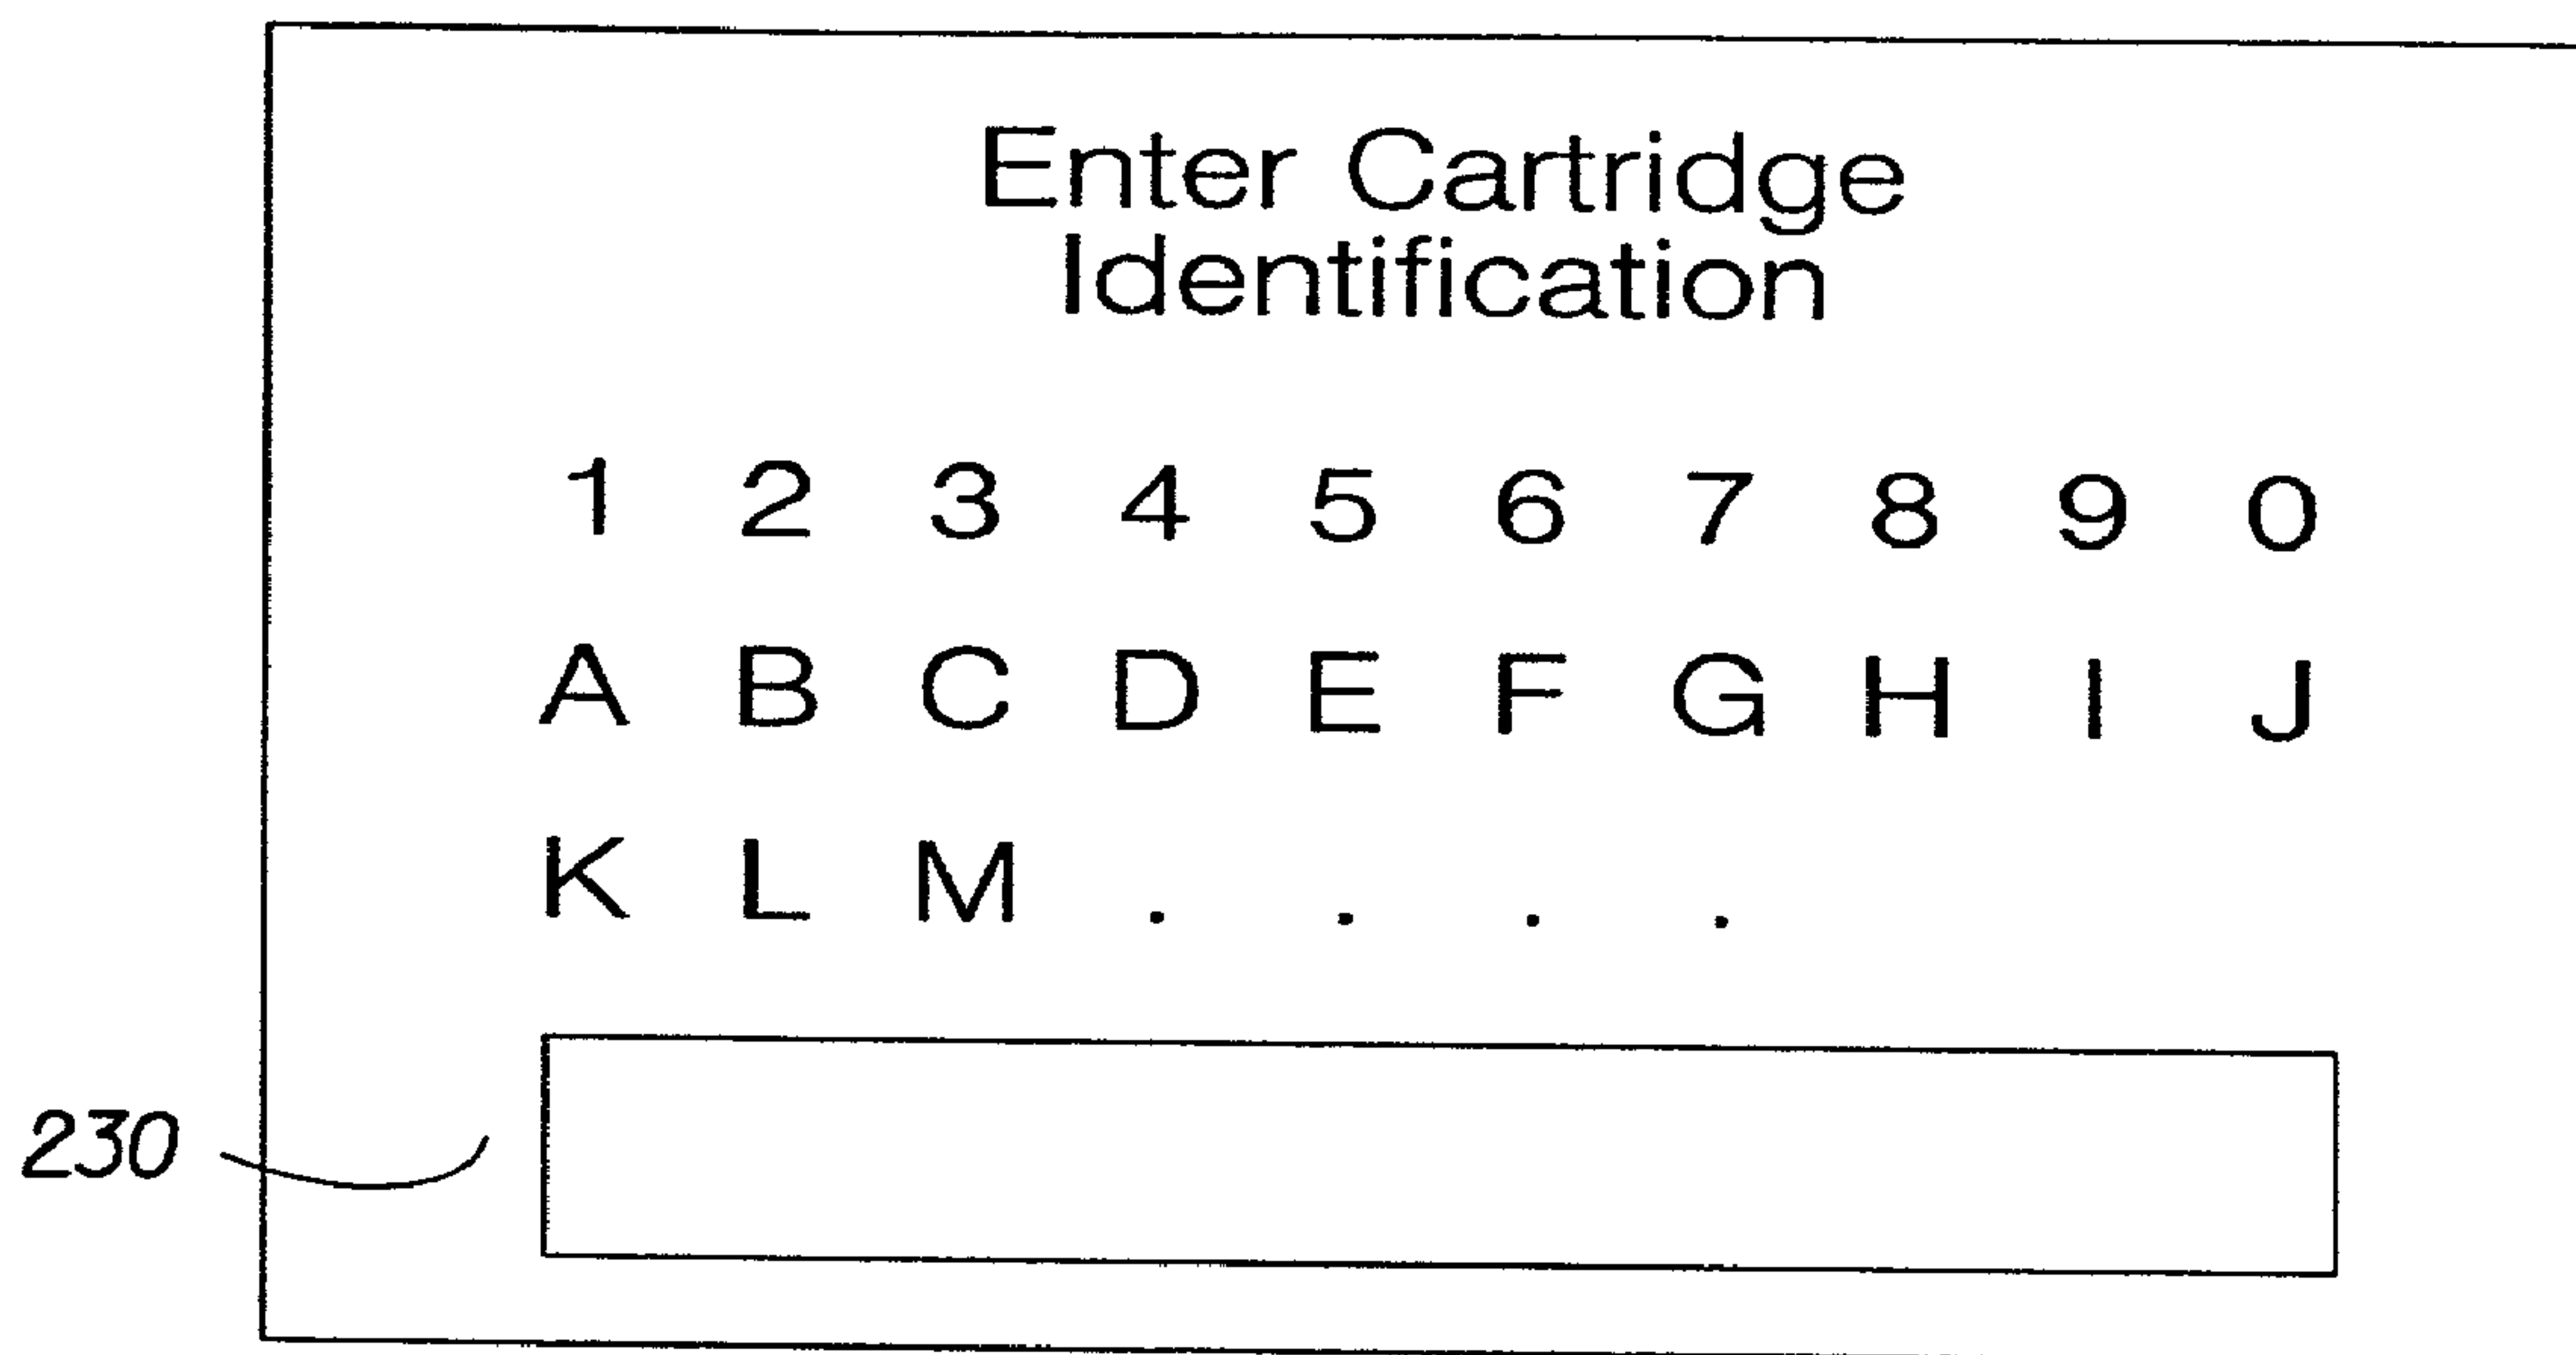 Enter Cartridge
Identification
1 2 3 4 5 6 7 8 9 0
A B C D E F G H I J
K L M . . . .
230